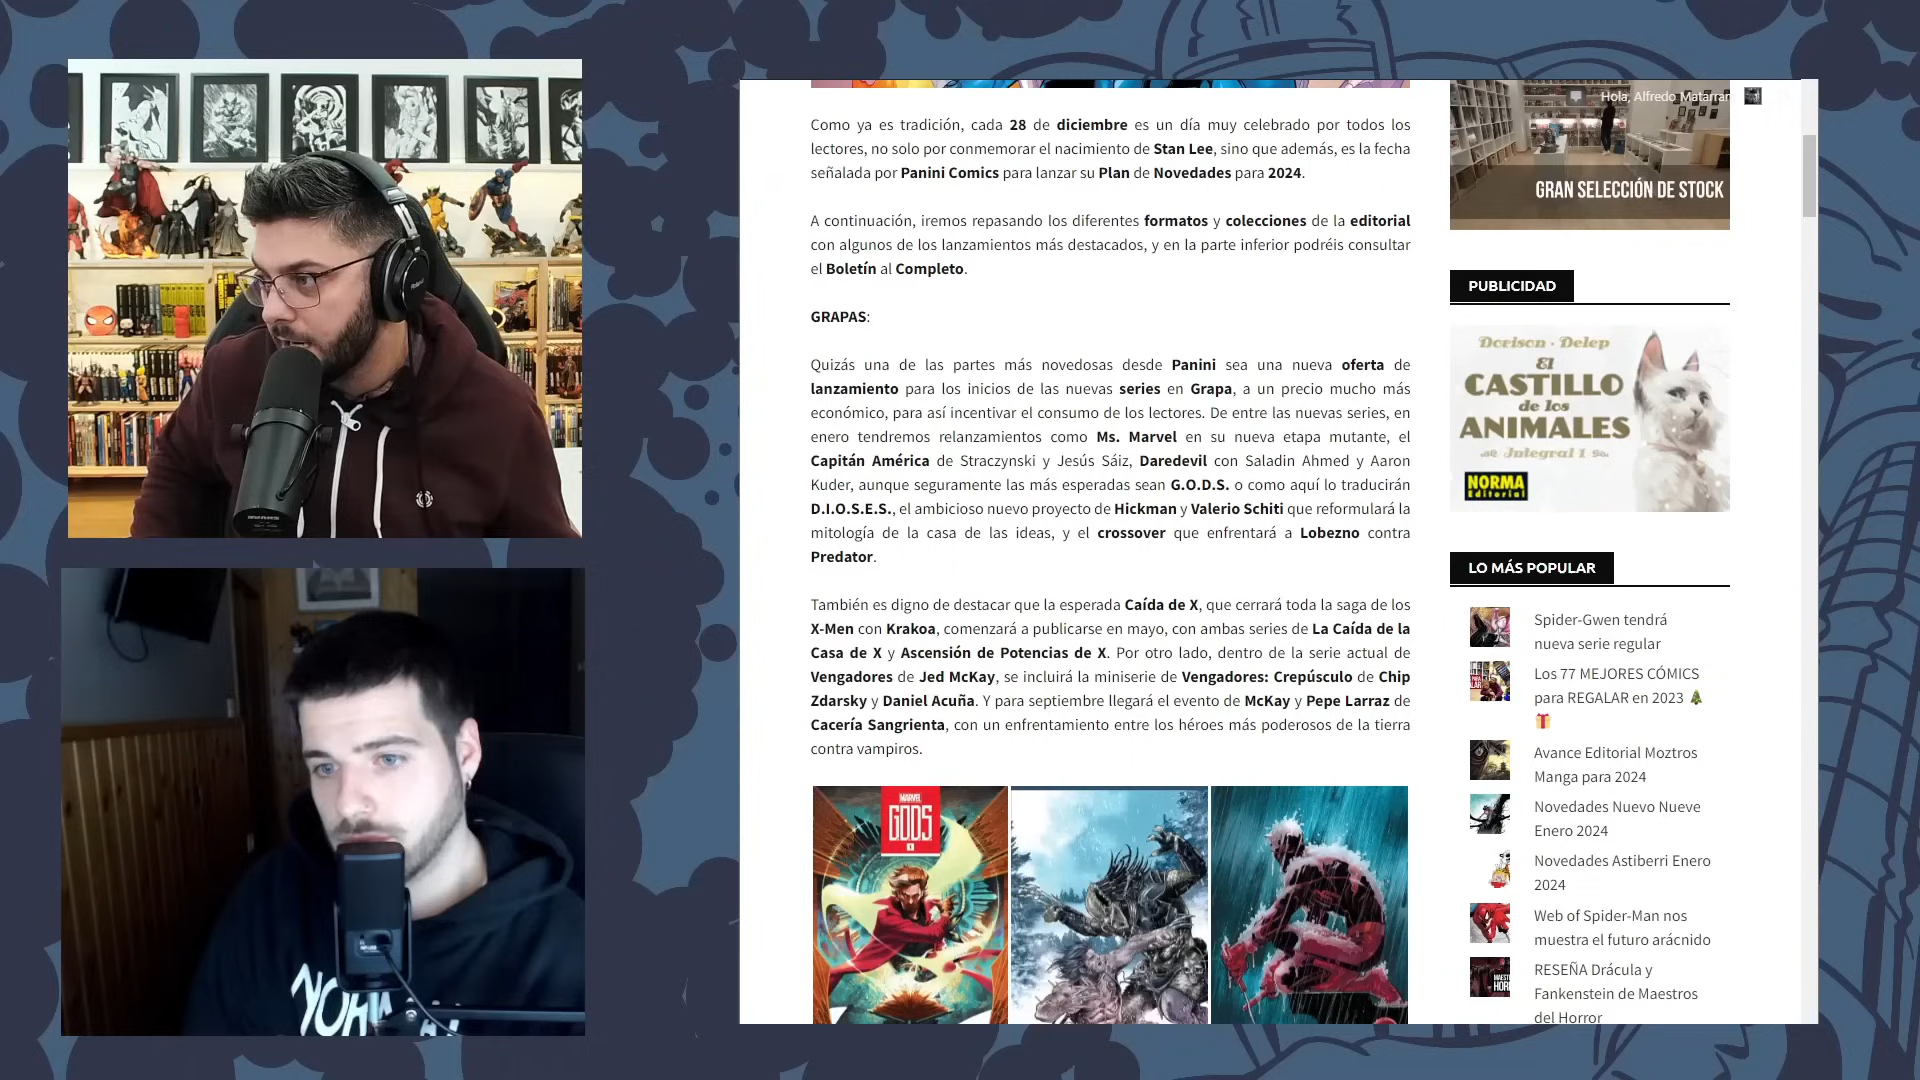 Como ya es tradición, cada 28 de diciembre es un día muy celebrado por todos los
lectores, no solo por conmemorar el nacimiento de Stan Lee, sino que además, es la fecha
señalada por Panini Comics para lanzar su Plan de Novedades para 2024.
A continuación, iremos repasando los diferentes formatos y colecciones de la editorial
con algunos de los lanzamientos más destacados, y en la parte inferior podréis consultar
el Boletín al Completo.
GRAPAS:
Quizás una de las partes más novedosas desde Panini sea una nueva oferta de
lanzamiento para los inicios de las nuevas series en Grapa, a un precio mucho más
económico, para así incentivar el consumo de los lectores. De entre las nuevas series, en
enero tendremos relanzamientos como Ms. Marvel en su nueva etapa mutante, el
Capitán América de Straczynski y Jesús Sáiz, Daredevil con Saladin Ahmed y Aaron
Kuder, aunque seguramente las más esperadas sean G.O.D.S. o como aquí lo traducirán
D.I.O.S.E.S., el ambicioso nuevo proyecto de Hickman y Valerio Schiti que reformulará la
mitología de la casa de las ideas, y el crossover que enfrentará a Lobezno contra
Predator.
También es digno de destacar que la esperada Caída de X, que cerrará toda la saga de los
X-Men con Krakoa, comenzará a publicarse en mayo, con ambas series de La Caída de la
Casa de X y Ascensión de Potencias de X. Por otro lado, dentro de la serie actual de
Vengadores de Jed McKay, se incluirá la miniserie de Vengadores: Crepúsculo de Chip
Zdarsky y Daniel Acuña. Y para septiembre llegará el evento de McKay y Pepe Larraz de
Cacería Sangrienta, con un enfrentamiento entre los héroes más poderosos de la tierra
contra vampiros.
MARVEL
GODS
1
Hola, Alfredo Matarran
GRAN SELECCIÓN DE STOCK
PUBLICIDAD
Dorison · Delep
El
CASTILLO
de los
ANIMALES
Integral 1
NORMA
Editorial
LO MÁS POPULAR
Spider-Gwen tendrá
nueva serie regular
Los 77 MEJORES CÓMICS
para REGALAR en 2023 🎄
🎁
Avance Editorial Moztros
Manga para 2024
Novedades Nuevo Nueve
Enero 2024
Novedades Astiberri Enero
2024
Web of Spider-Man nos
muestra el futuro arácnido
RESEÑA Drácula y
Fankenstein de Maestros
del Horror